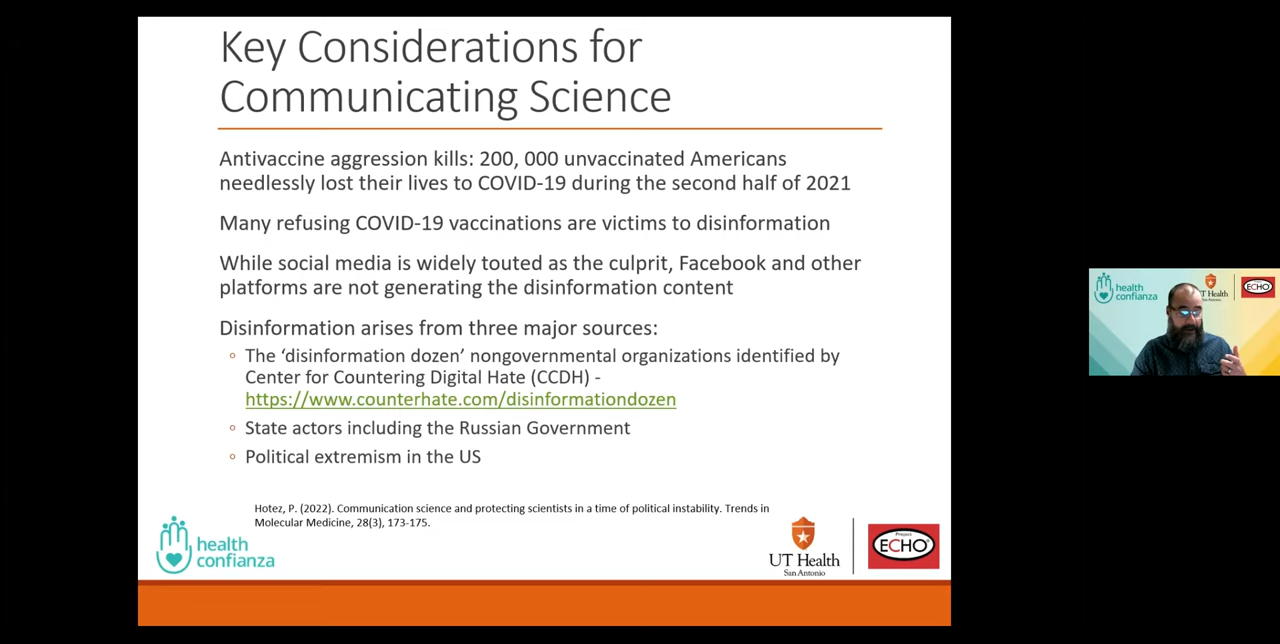 Key Considerations for
Communicating Science
Antivaccine aggression kills: 200, 000 unvaccinated Americans
needlessly lost their lives to COVID-19 during the second half of 2021
Many refusing COVID-19 vaccinations are victims to disinformation
While social media is widely touted as the culprit, Facebook and other
platforms are not generating the disinformation content
Disinformation arises from three major sources:
◦ The ‘disinformation dozen’ nongovernmental organizations identified by
Center for Countering Digital Hate (CCDH) -
https://www.counterhate.com/disinformationdozen
◦ State actors including the Russian Government
◦ Political extremism in the US
Hotez, P. (2022). Communication science and protecting scientists in a time of political instability. Trends in
Molecular Medicine, 28(3), 173-175.
health
confianza
UT Health
San Antonio
Project
ECHO®
health
confianza
UT Health
ECHO